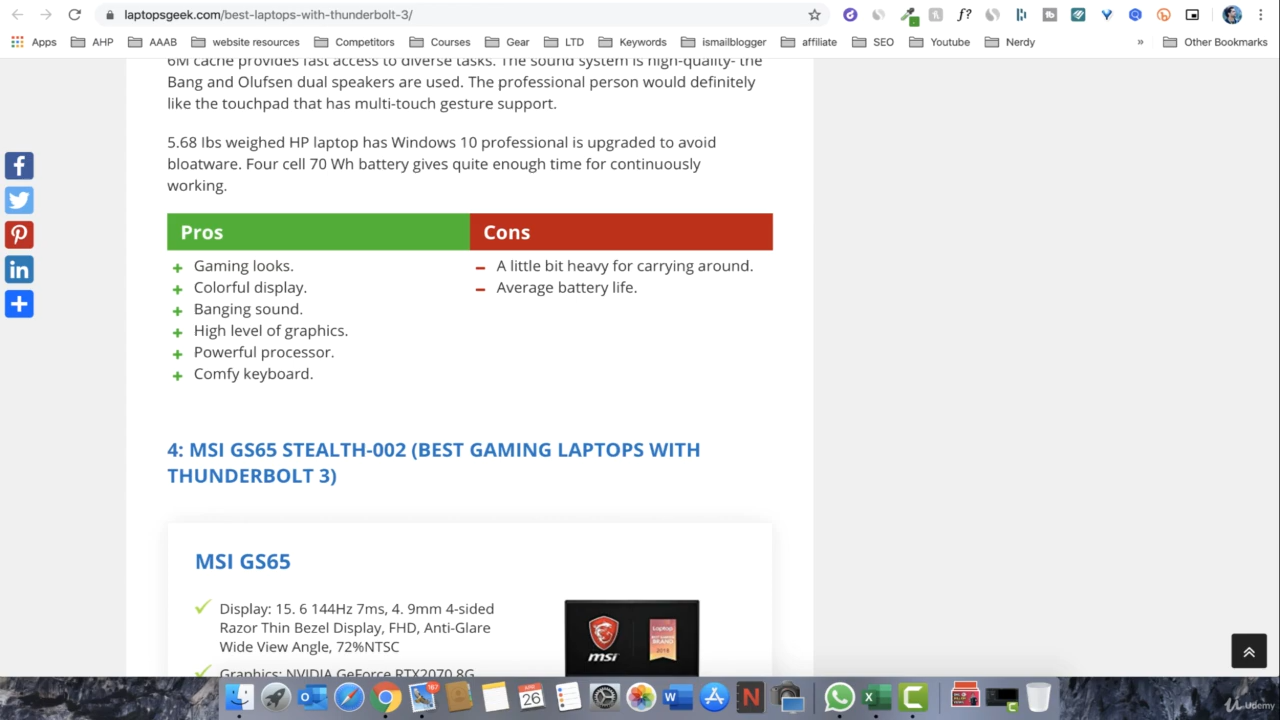 laptopsgeek.com/best-laptops-with-thunderbolt-3/
Apps AHP AAAB website resources Competitors Courses Gear LTD Keywords ismailblogger affiliate SEO Youtube Nerdy » Other Bookmarks
6M cache provides fast access to diverse tasks. The sound system is high-quality- the
Bang and Olufsen dual speakers are used. The professional person would definitely
like the touchpad that has multi-touch gesture support.
5.68 lbs weighed HP laptop has Windows 10 professional is upgraded to avoid
bloatware. Four cell 70 Wh battery gives quite enough time for continuously
working.
Pros Cons
Gaming looks. A little bit heavy for carrying around.
Colorful display. Average battery life.
Banging sound.
High level of graphics.
Powerful processor.
Comfy keyboard.
4: MSI GS65 STEALTH-002 (BEST GAMING LAPTOPS WITH
THUNDERBOLT 3)
MSI GS65
Display: 15. 6 144Hz 7ms, 4. 9mm 4-sided
Razor Thin Bezel Display, FHD, Anti-Glare
Wide View Angle, 72%NTSC
Graphics: NVIDIA GeForce RTX2070 8G
msi
Udemy